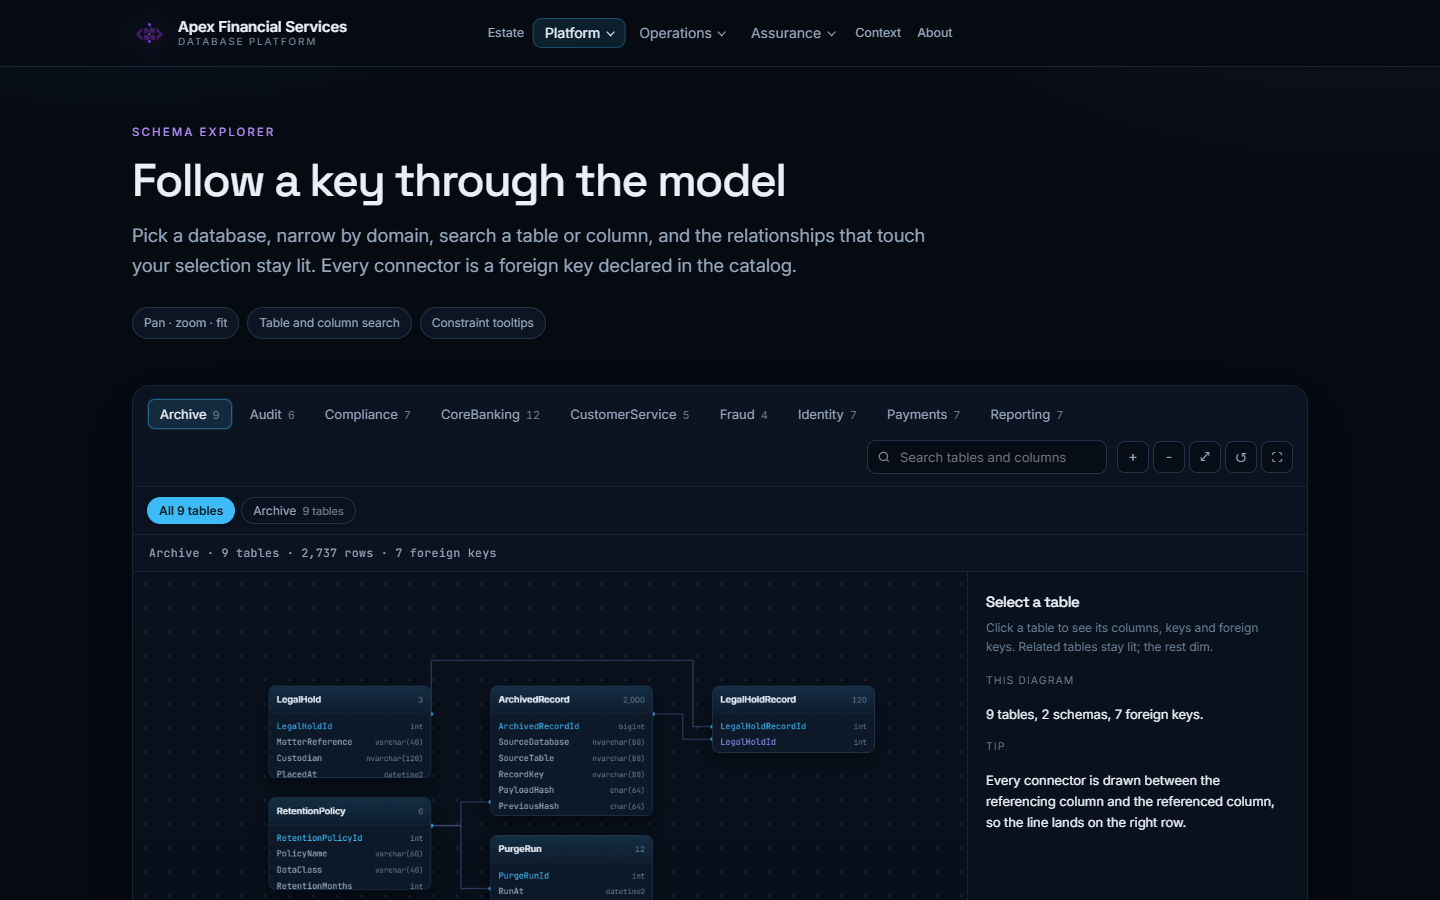 Apex Financial Services
DATABASE PLATFORM
Estate
Platform
Operations
Assurance
Context
About
SCHEMA EXPLORER
Follow a key through the model
Pick a database, narrow by domain, search a table or column, and the relationships that touch
your selection stay lit. Every connector is a foreign key declared in the catalog.
Pan · zoom · fit
Table and column search
Constraint tooltips
Archive 9
Audit 6
Compliance 7
CoreBanking 12
CustomerService 5
Fraud 4
Identity 7
Payments 7
Reporting 7
Search tables and columns
All 9 tables
Archive 9 tables
Archive · 9 tables · 2,737 rows · 7 foreign keys
LegalHold 3
LegalHoldId int
MatterReference varchar(40)
Custodian nvarchar(120)
PlacedAt datetime2
RetentionPolicy 6
RetentionPolicyId int
PolicyName varchar(60)
DataClass varchar(40)
RetentionMonths int
ArchivedRecord 2,000
ArchivedRecordId bigint
SourceDatabase nvarchar(80)
SourceTable nvarchar(80)
RecordKey nvarchar(80)
PayloadHash char(64)
PreviousHash char(64)
PurgeRun 12
PurgeRunId int
RunAt datetime2
LegalHoldRecord 120
LegalHoldRecordId int
LegalHoldId int
Select a table
Click a table to see its columns, keys and foreign
keys. Related tables stay lit; the rest dim.
THIS DIAGRAM
9 tables, 2 schemas, 7 foreign keys.
TIP
Every connector is drawn between the
referencing column and the referenced column,
so the line lands on the right row.